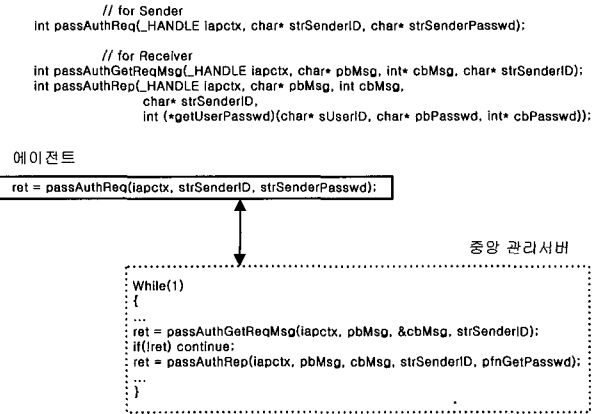 // for Sender
int passAuthReq(_HANDLE iapctx, char* strSenderID, char* strSenderPasswd);
// for Receiver
int passAuthGetReqMsg(_HANDLE iapctx, char* pbMsg, int* cbMsg, char* strSenderID);
int passAuthRep(_HANDLE iapctx, char* pbMsg, int cbMsg,
char* strSenderID,
int (*getUserPasswd)(char* sUserID, char* pbPasswd, int* cbPasswd));
에이전트
ret = passAuthReq(iapctx, strSenderID, strSenderPasswd);
중앙 관리서버
While(1)
{
...
ret = passAuthGetReqMsg(iapctx, pbMsg, &cbMsg, strSenderID);
if(!ret) continue;
ret = passAuthRep(iapctx, pbMsg, cbMsg, strSenderID, pfnGetPasswd);
...
}